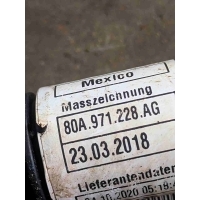 Mexico
Masszeichnung
80A.971.228.AG
23.03.2018
Lieferantendaten